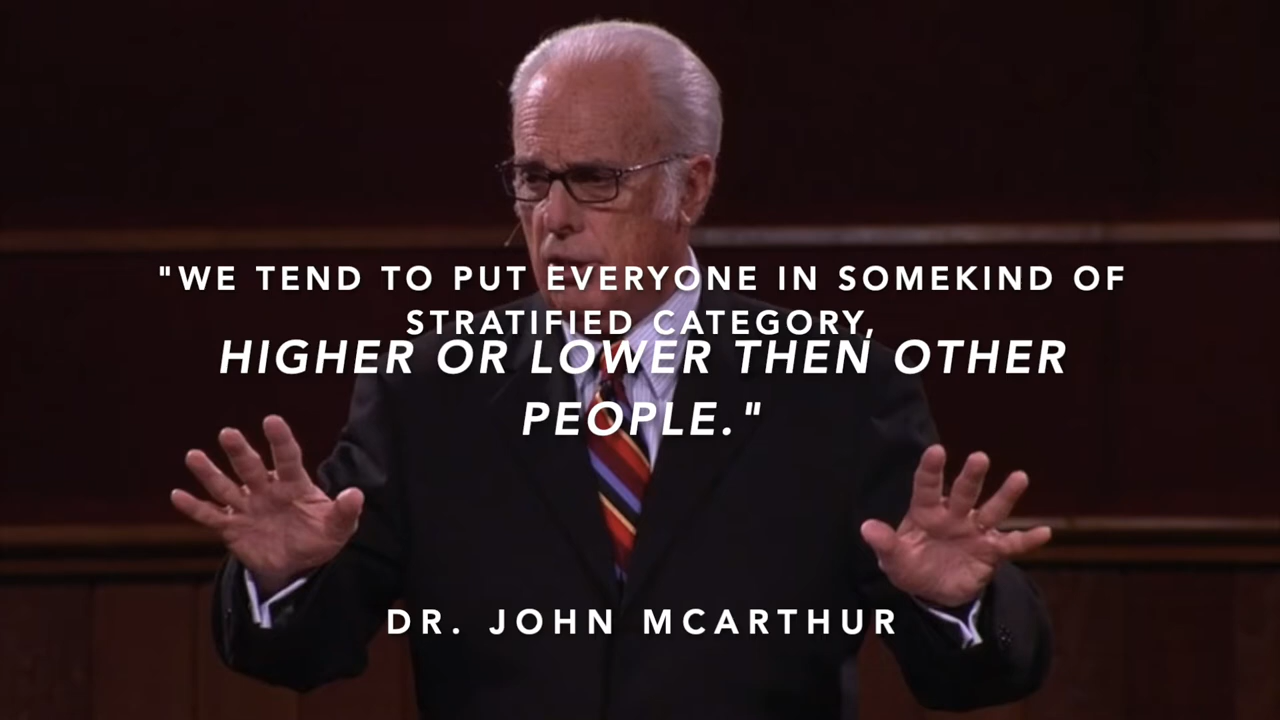 "WE TEND TO PUT EVERYONE IN SOMEKIND OF
STRATIFIED CATEGORY,
HIGHER OR LOWER THEN OTHER
PEOPLE."
DR. JOHN MCARTHUR